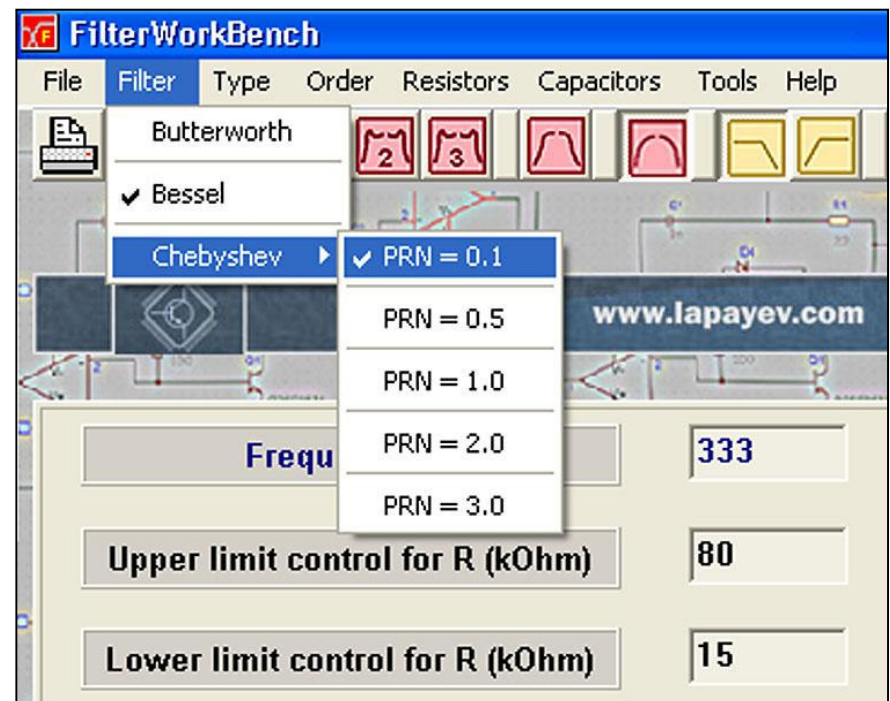 FilterWorkBench
File Filter Type Order Resistors Capacitors Tools Help
Butterworth
2 3
Bessel
Chebyshev
PRN = 0.1
PRN = 0.5
PRN = 1.0
PRN = 2.0
PRN = 3.0
www.lapayev.com
Frequ
333
Upper limit control for R (kOhm)
80
Lower limit control for R (kOhm)
15